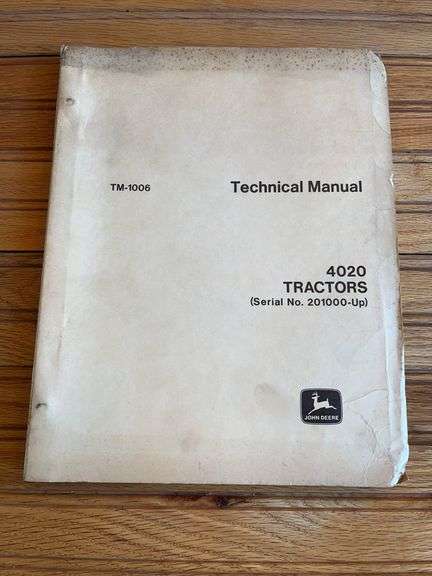 TM-1006
Technical Manual
4020
TRACTORS
(Serial No. 201000-Up)
JOHN DEERE